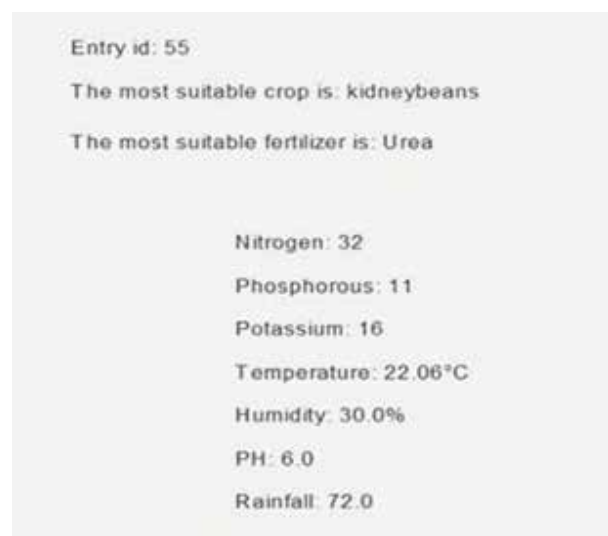 Entry id: 55
The most suitable crop is: kidneybeans
The most suitable fertilizer is: Urea
Nitrogen: 32
Phosphorous: 11
Potassium: 16
Temperature: 22.06°C
Humidity: 30.0%
PH: 6.0
Rainfall: 72.0